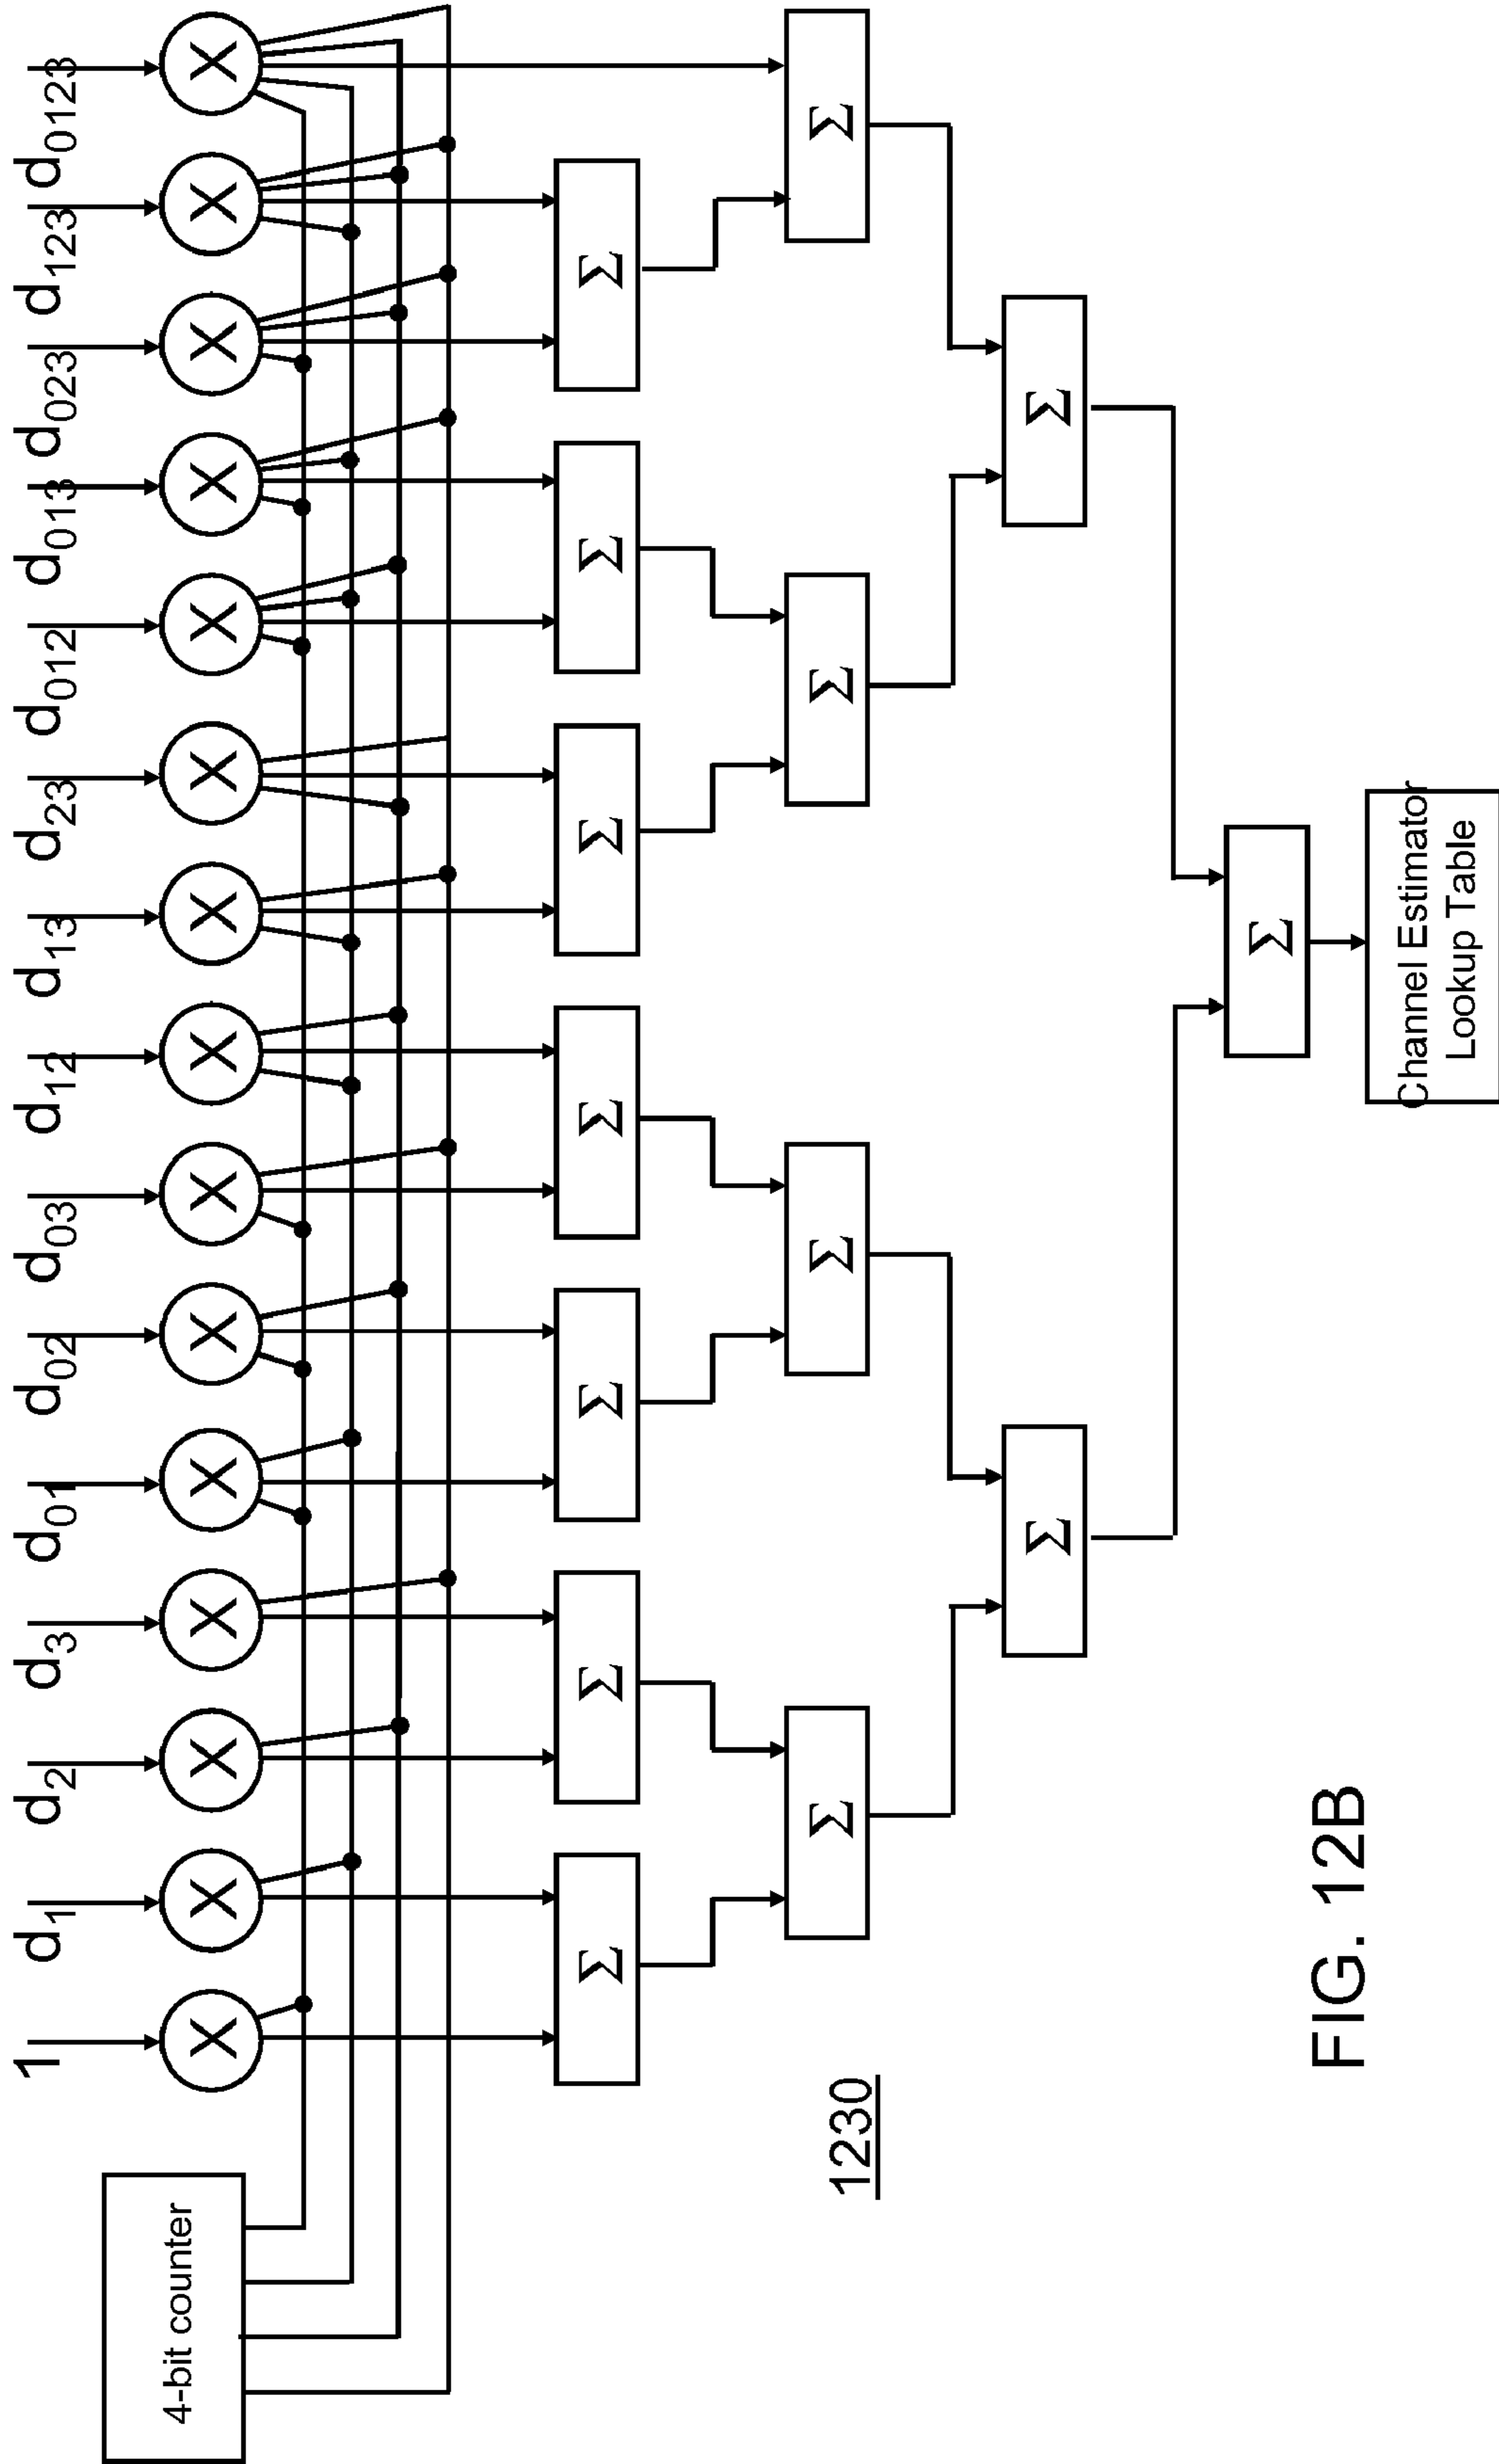 1 d₁ d₂ d₃ d₀₁ d₀₂ d₀₃ d₁₂ d₁₃ d₂₃ d₀₁₂ d₀₁₃ d₀₂₃ d₁₂₃ d₀₁₂₃
4-bit counter
X X X X X X X X X X X X X X X
Σ Σ Σ Σ Σ Σ Σ
1230
Σ Σ Σ Σ
Σ Σ
Σ
FIG. 12B
Channel Estimator
Lookup Table